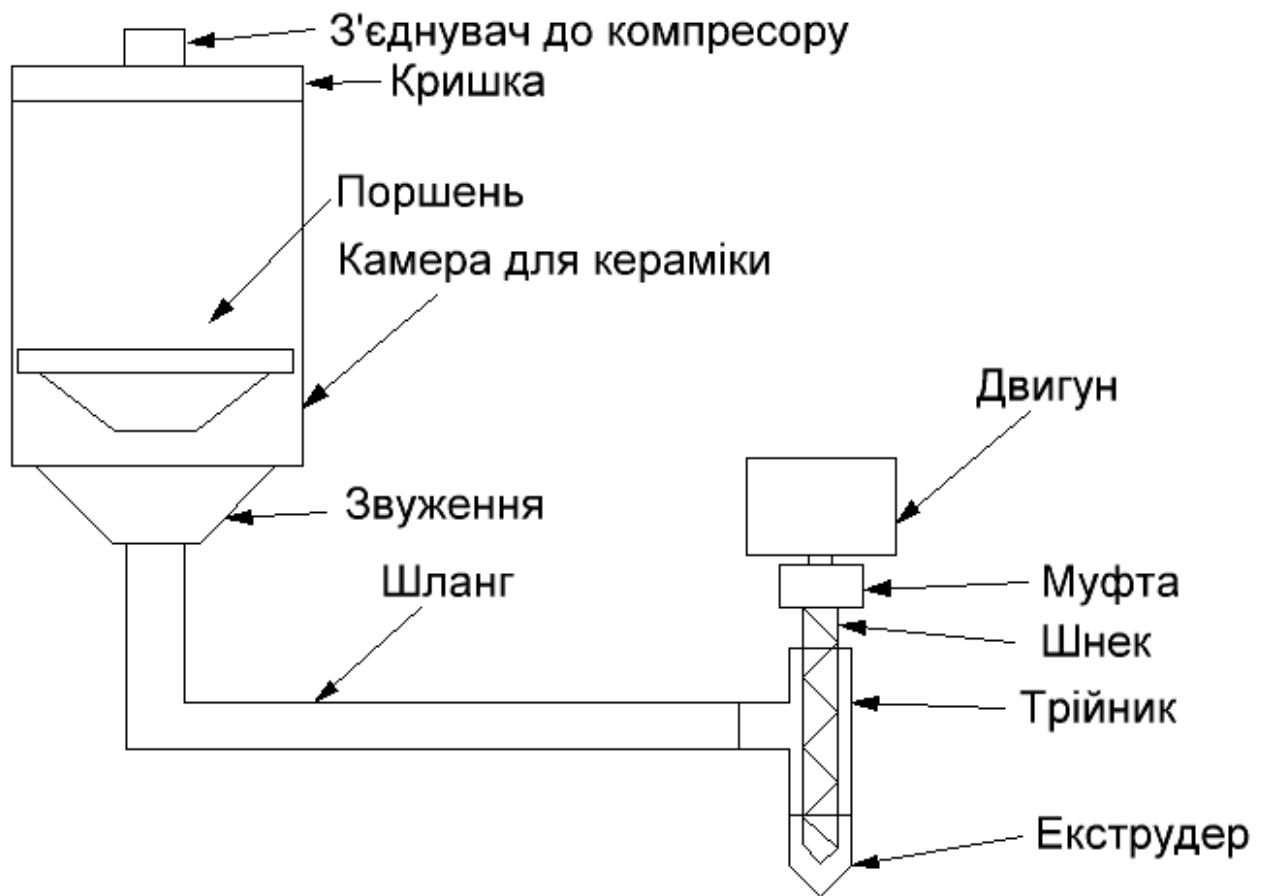 З'єднувач до компресору
Кришка
Поршень
Камера для кераміки
Двигун
Звуження
Шланг
Муфта
Шнек
Трійник
Екструдер